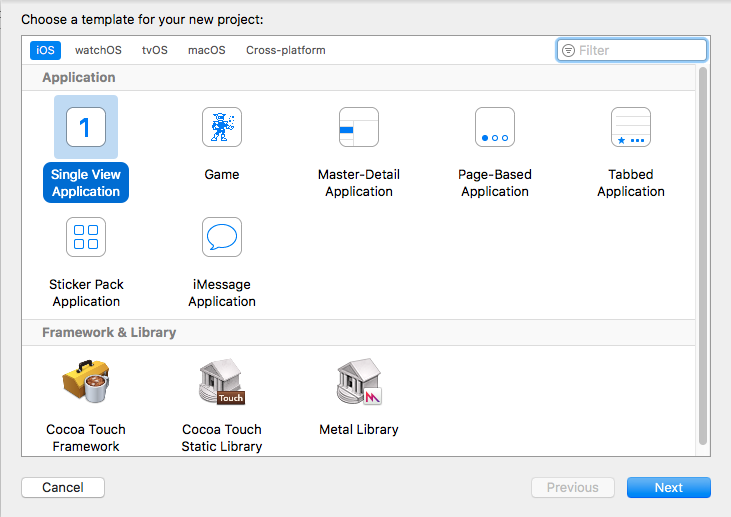 Choose a template for your new project:
iOS watchOS tvOS macOS Cross-platform Filter
Application
1
Single View Application
Game
Master-Detail Application
Page-Based Application
Tabbed Application
Sticker Pack Application
iMessage Application
Framework & Library
Touch
Cocoa Touch Framework
Cocoa Touch Static Library
Metal Library
Cancel Previous Next